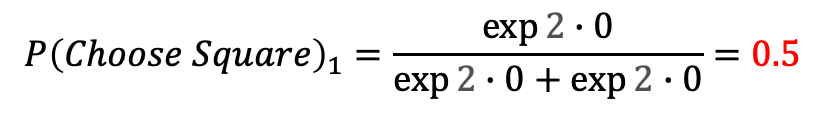 P(Choose Square)₁ = exp 2 · 0 / exp 2 · 0 + exp 2 · 0 = 0.5